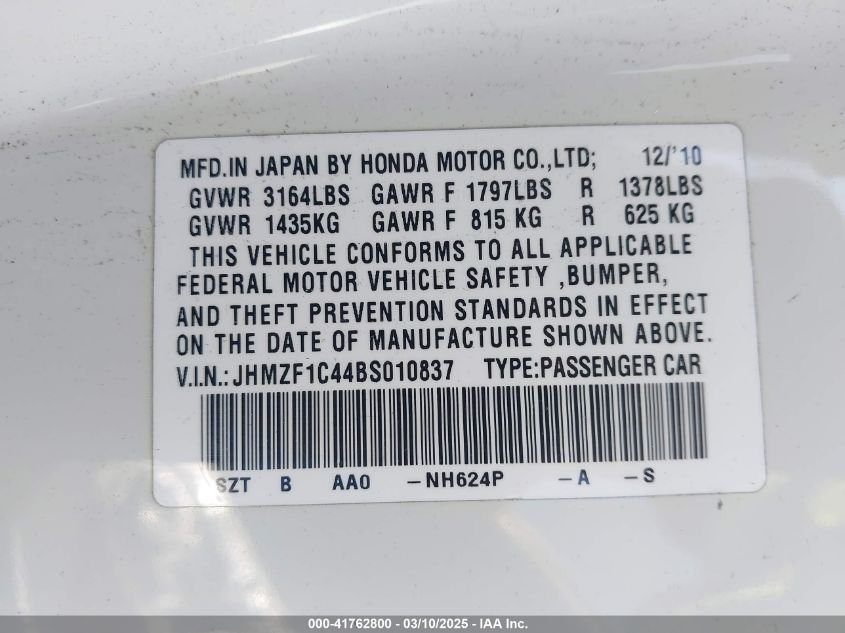 MFD.IN JAPAN BY HONDA MOTOR CO.,LTD; 12/'10
GVWR 3164LBS GAWR F 1797LBS R 1378LBS
GVWR 1435KG GAWR F 815 KG R 625 KG
THIS VEHICLE CONFORMS TO ALL APPLICABLE
FEDERAL MOTOR VEHICLE SAFETY ,BUMPER,
AND THEFT PREVENTION STANDARDS IN EFFECT
ON THE DATE OF MANUFACTURE SHOWN ABOVE.
V.I.N.: JHMZF1C44BS010837 TYPE:PASSENGER CAR
SZT B AA0 -NH624P -A -S
000-41762800 - 03/10/2025 - IAA Inc.